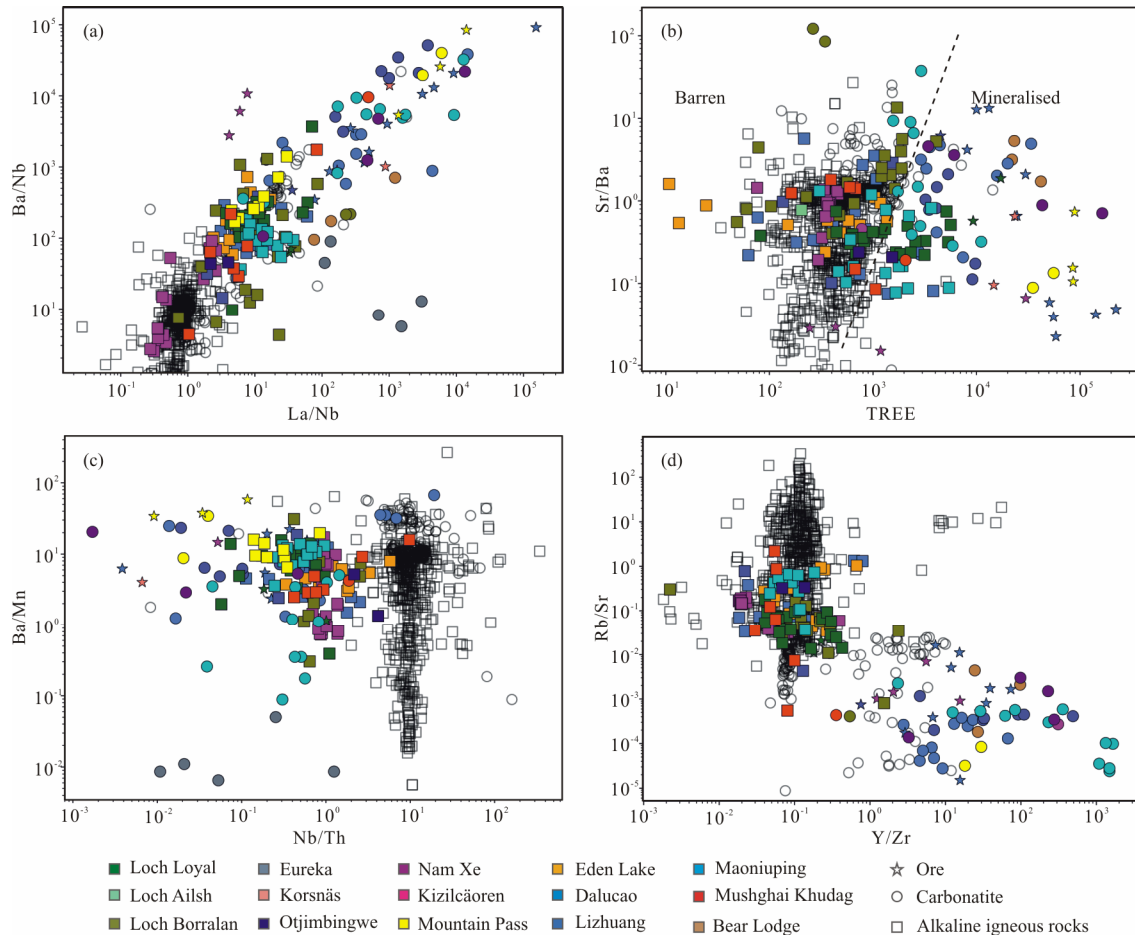 (a)
Ba/Nb
10^5
10^4
10^3
10^2
10^1
10^-1 10^0 10^1 10^2 10^3 10^4 10^5
La/Nb
(b)
Barren
Mineralised
Sr/Ba
10^2
10^1
10^0
10^-1
10^-2
10^1 10^2 10^3 10^4 10^5
TREE
(c)
Ba/Mn
10^2
10^1
10^0
10^-1
10^-2
10^-3 10^-2 10^-1 10^0 10^1 10^2
Nb/Th
(d)
Rb/Sr
10^2
10^1
10^0
10^-1
10^-2
10^-3
10^-4
10^-5
10^-3 10^-2 10^-1 10^0 10^1 10^2 10^3
Y/Zr
Loch Loyal Eureka Nam Xe Eden Lake Maoniuping Ore
Loch Ailsh Korsnäs Kizilcäoren Dalucao Mushghai Khudag Carbonatite
Loch Borralan Otjimbingwe Mountain Pass Lizhuang Bear Lodge Alkaline igneous rocks